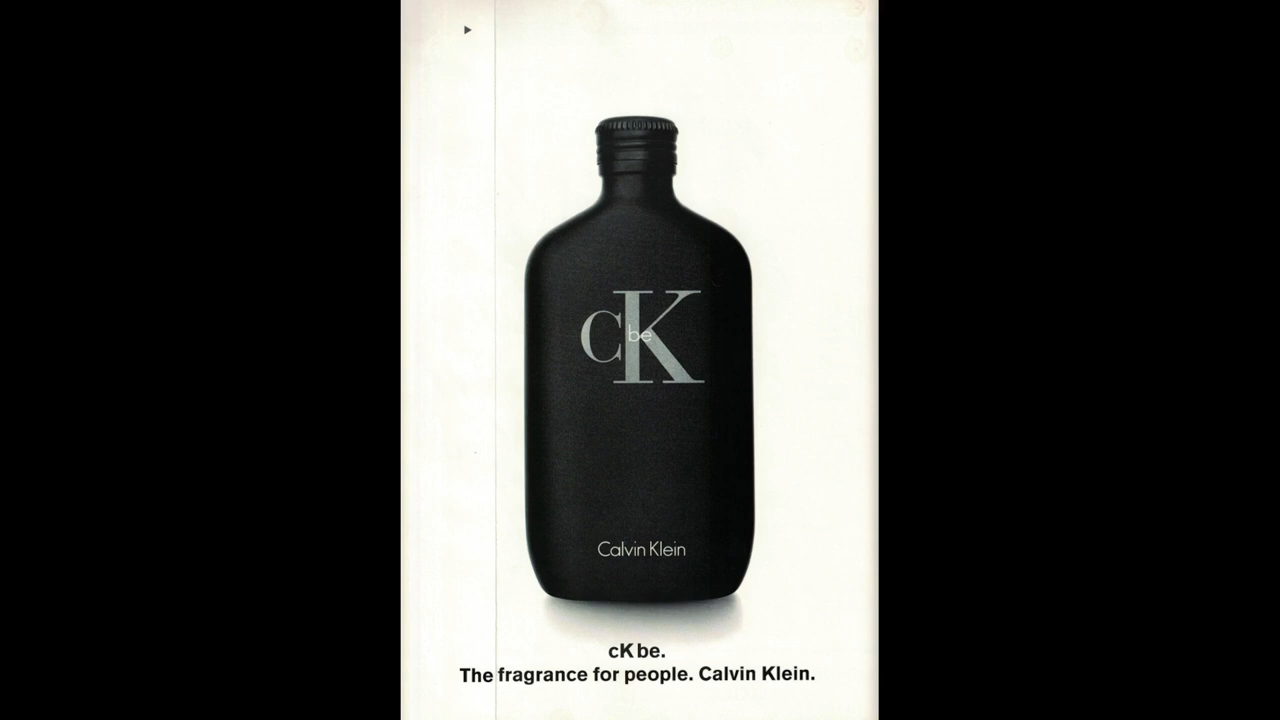 cK
be
Calvin Klein
cK be.
The fragrance for people. Calvin Klein.